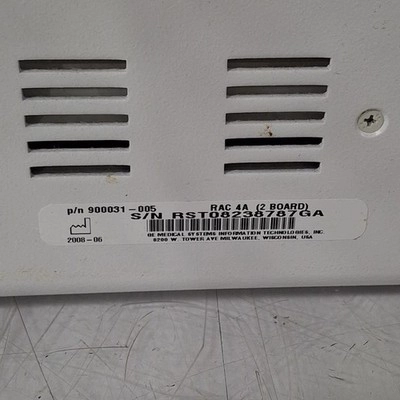 p/n 900031-005 RAC 4A (2 BOARD)
S/N RST08238787GA
2008-06
GE MEDICAL SYSTEMS INFORMATION TECHNOLOGIES, INC.
8200 W. TOWER AVE MILWAUKEE, WISCONSIN, USA